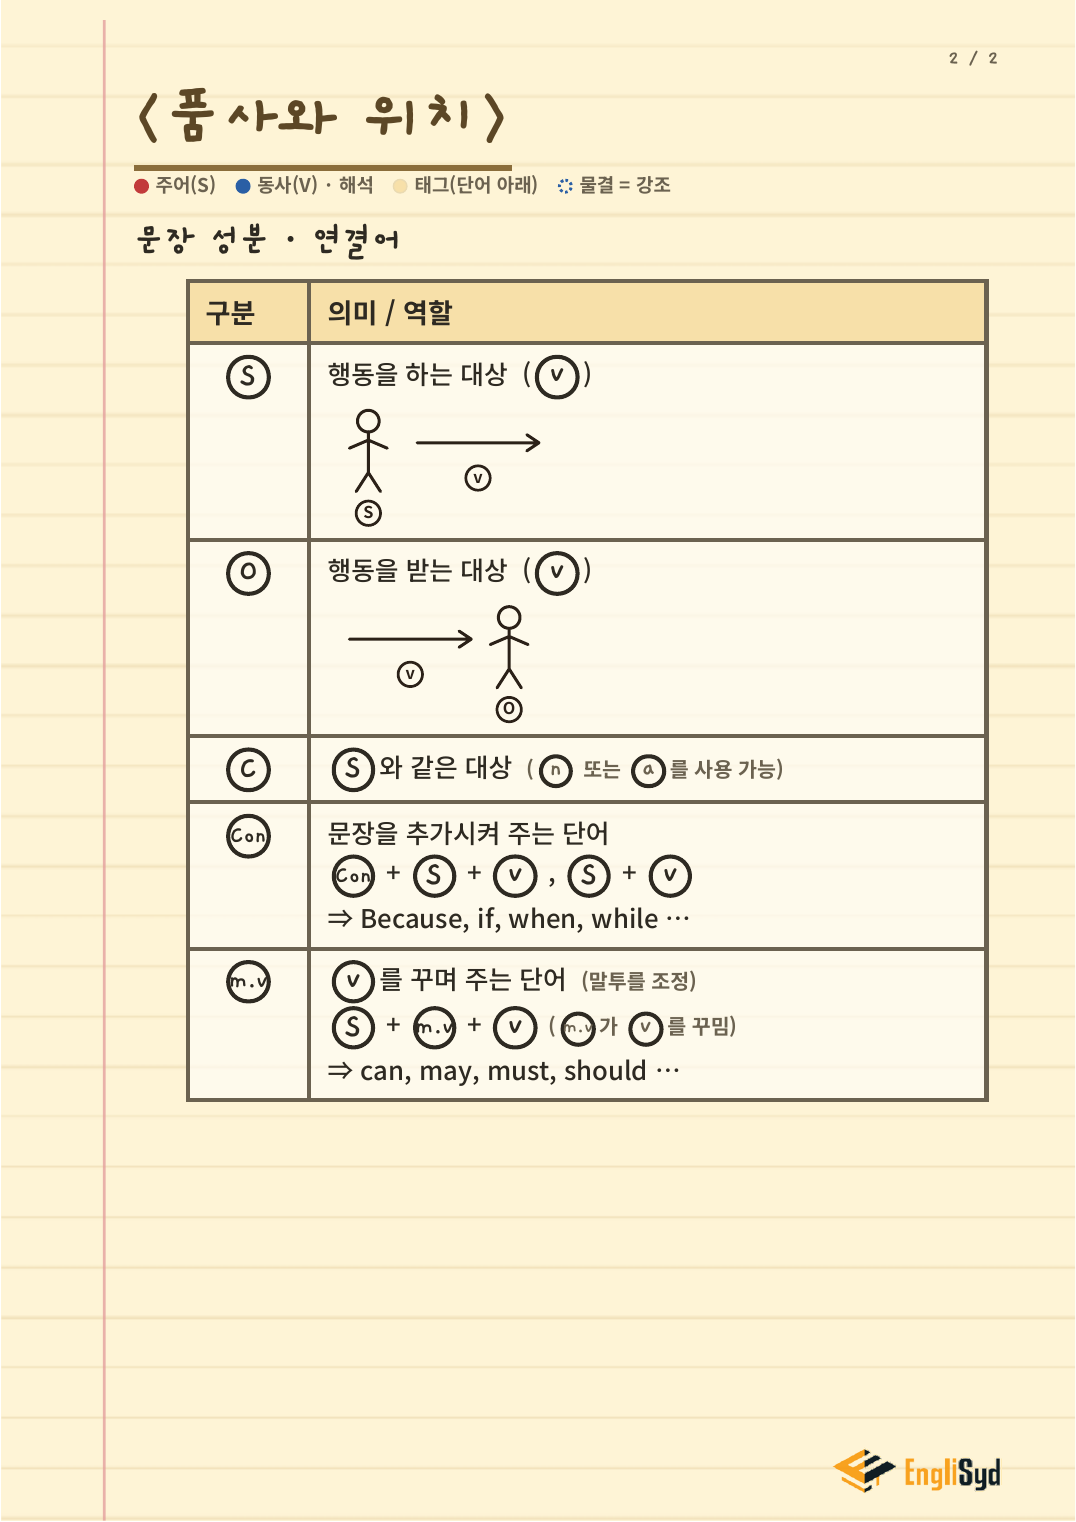 2 / 2
〈품사와 위치〉
주어(S) 동사(V) · 해석 태그(단어 아래) 물결 = 강조
문장 성분 · 연결어
구분 의미 / 역할
S 행동을 하는 대상 (v)
v
S
O 행동을 받는 대상 (v)
v
O
C S와 같은 대상 (n 또는 a를 사용 가능)
Con 문장을 추가시켜 주는 단어
Con + S + v , S + v
⇒ Because, if, when, while ···
m.v v를 꾸며 주는 단어 (말투를 조정)
S + m.v + v (m.v가 v를 꾸밈)
⇒ can, may, must, should ···
EngliSyd